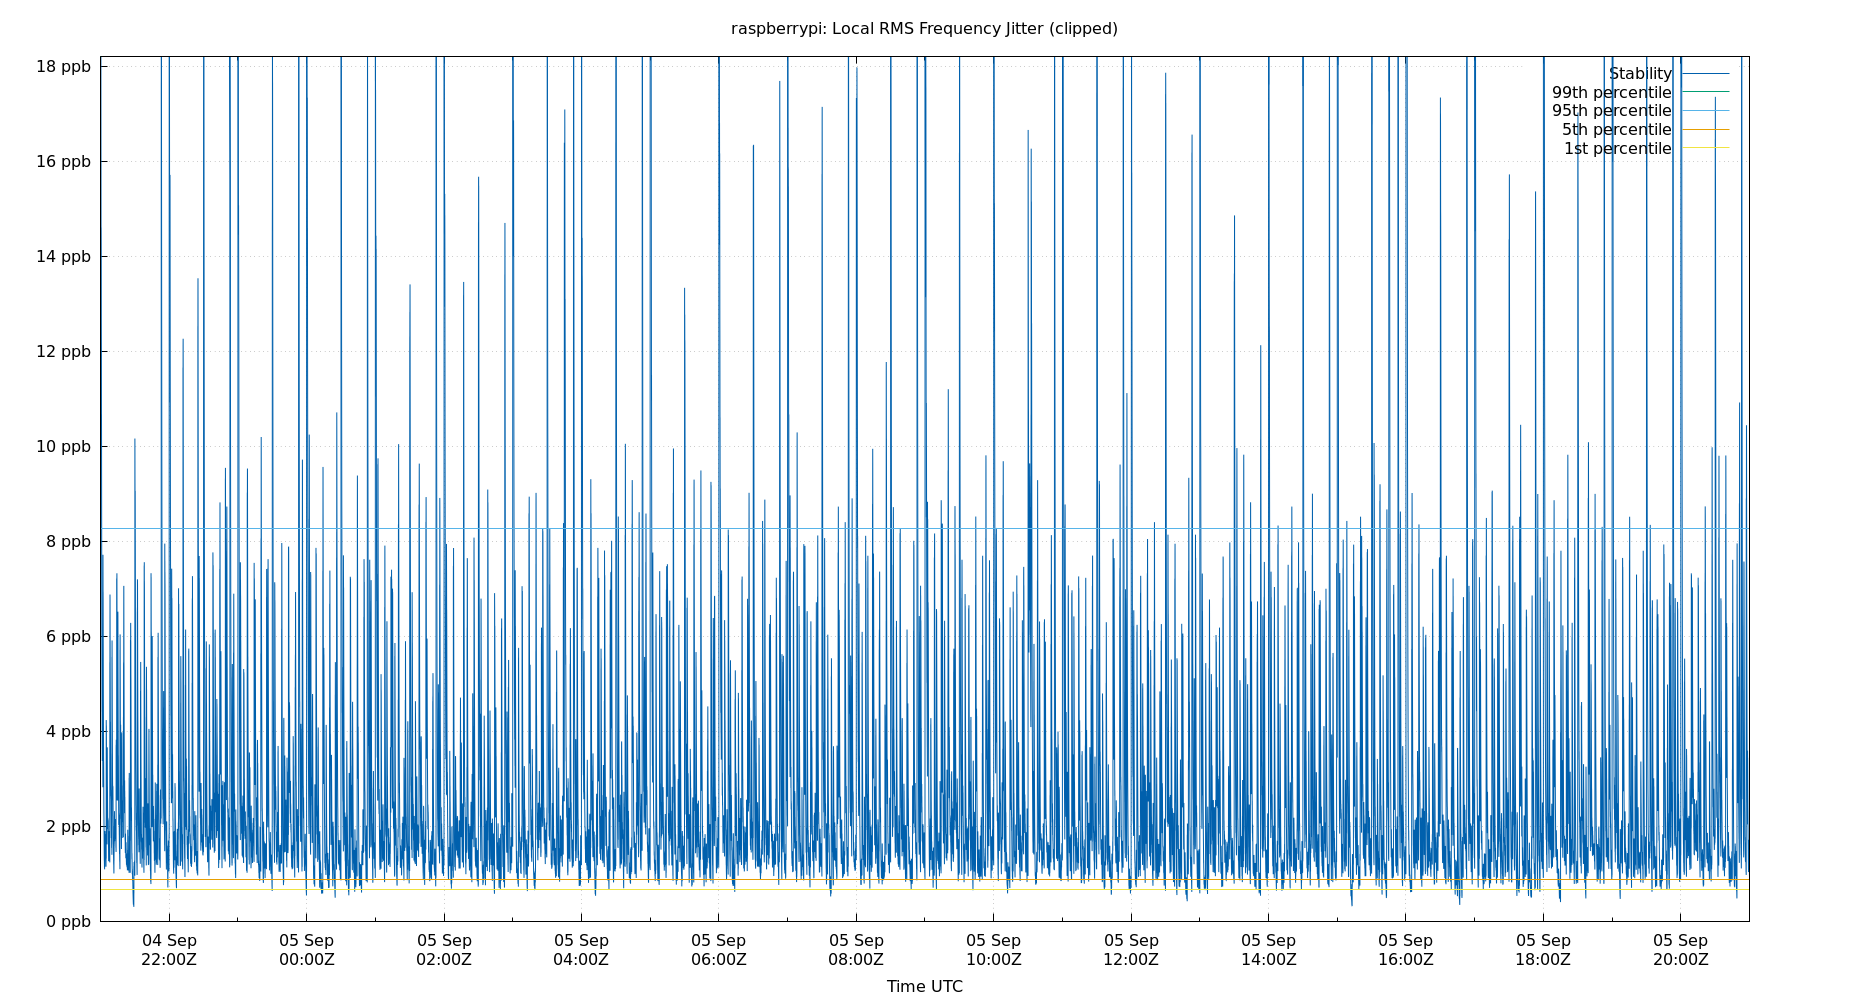 raspberrypi: Local RMS Frequency Jitter (clipped)
18 ppb
16 ppb
14 ppb
12 ppb
10 ppb
8 ppb
6 ppb
4 ppb
2 ppb
0 ppb
Stability
99th percentile
95th percentile
5th percentile
1st percentile
04 Sep
22:00Z
05 Sep
00:00Z
05 Sep
02:00Z
05 Sep
04:00Z
05 Sep
06:00Z
05 Sep
08:00Z
05 Sep
10:00Z
05 Sep
12:00Z
05 Sep
14:00Z
05 Sep
16:00Z
05 Sep
18:00Z
05 Sep
20:00Z
Time UTC